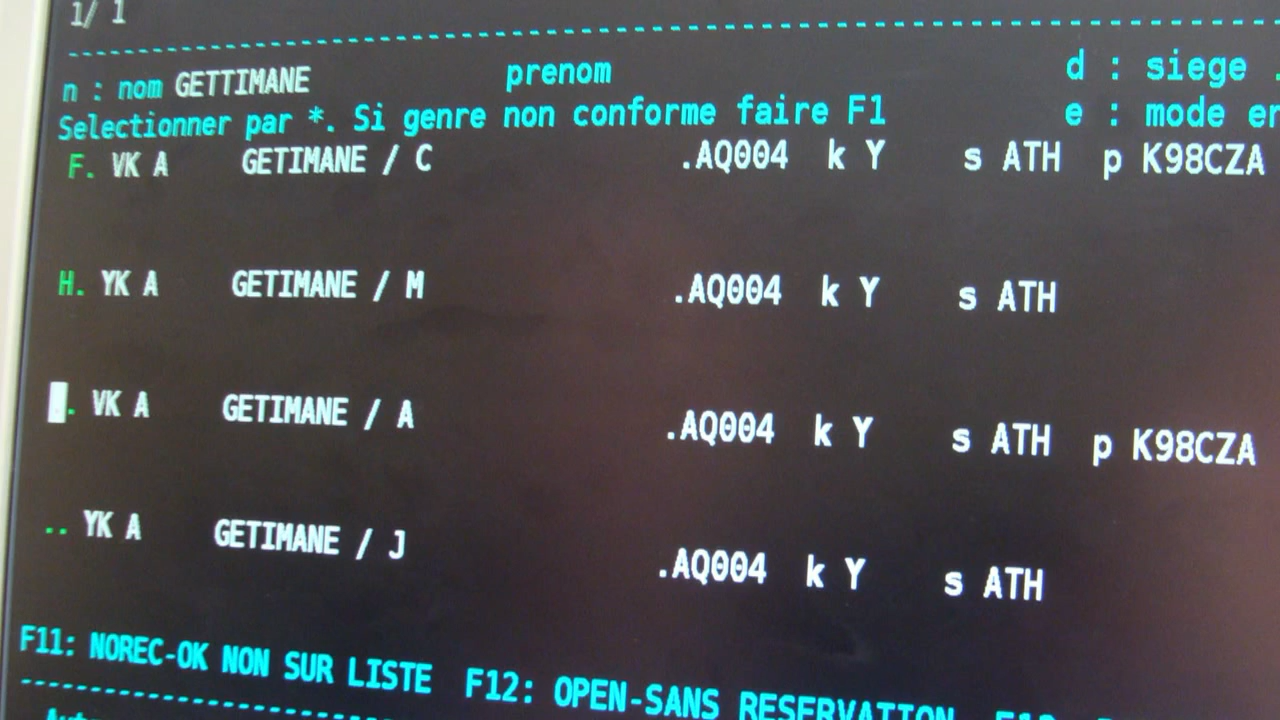 1/ 1
n : nom GETTIMANE prenom d : siege
Selectionner par *. Si genre non conforme faire F1 e : mode
F. VK A GETIMANE / C .AQ004 k Y s ATH p K98CZA
H. YK A GETIMANE / M .AQ004 k Y s ATH
. VK A GETIMANE / A .AQ004 k Y s ATH p K98CZA
.. YK A GETIMANE / J .AQ004 k Y s ATH
F11: NOREC-OK NON SUR LISTE F12: OPEN-SANS RESERVATION